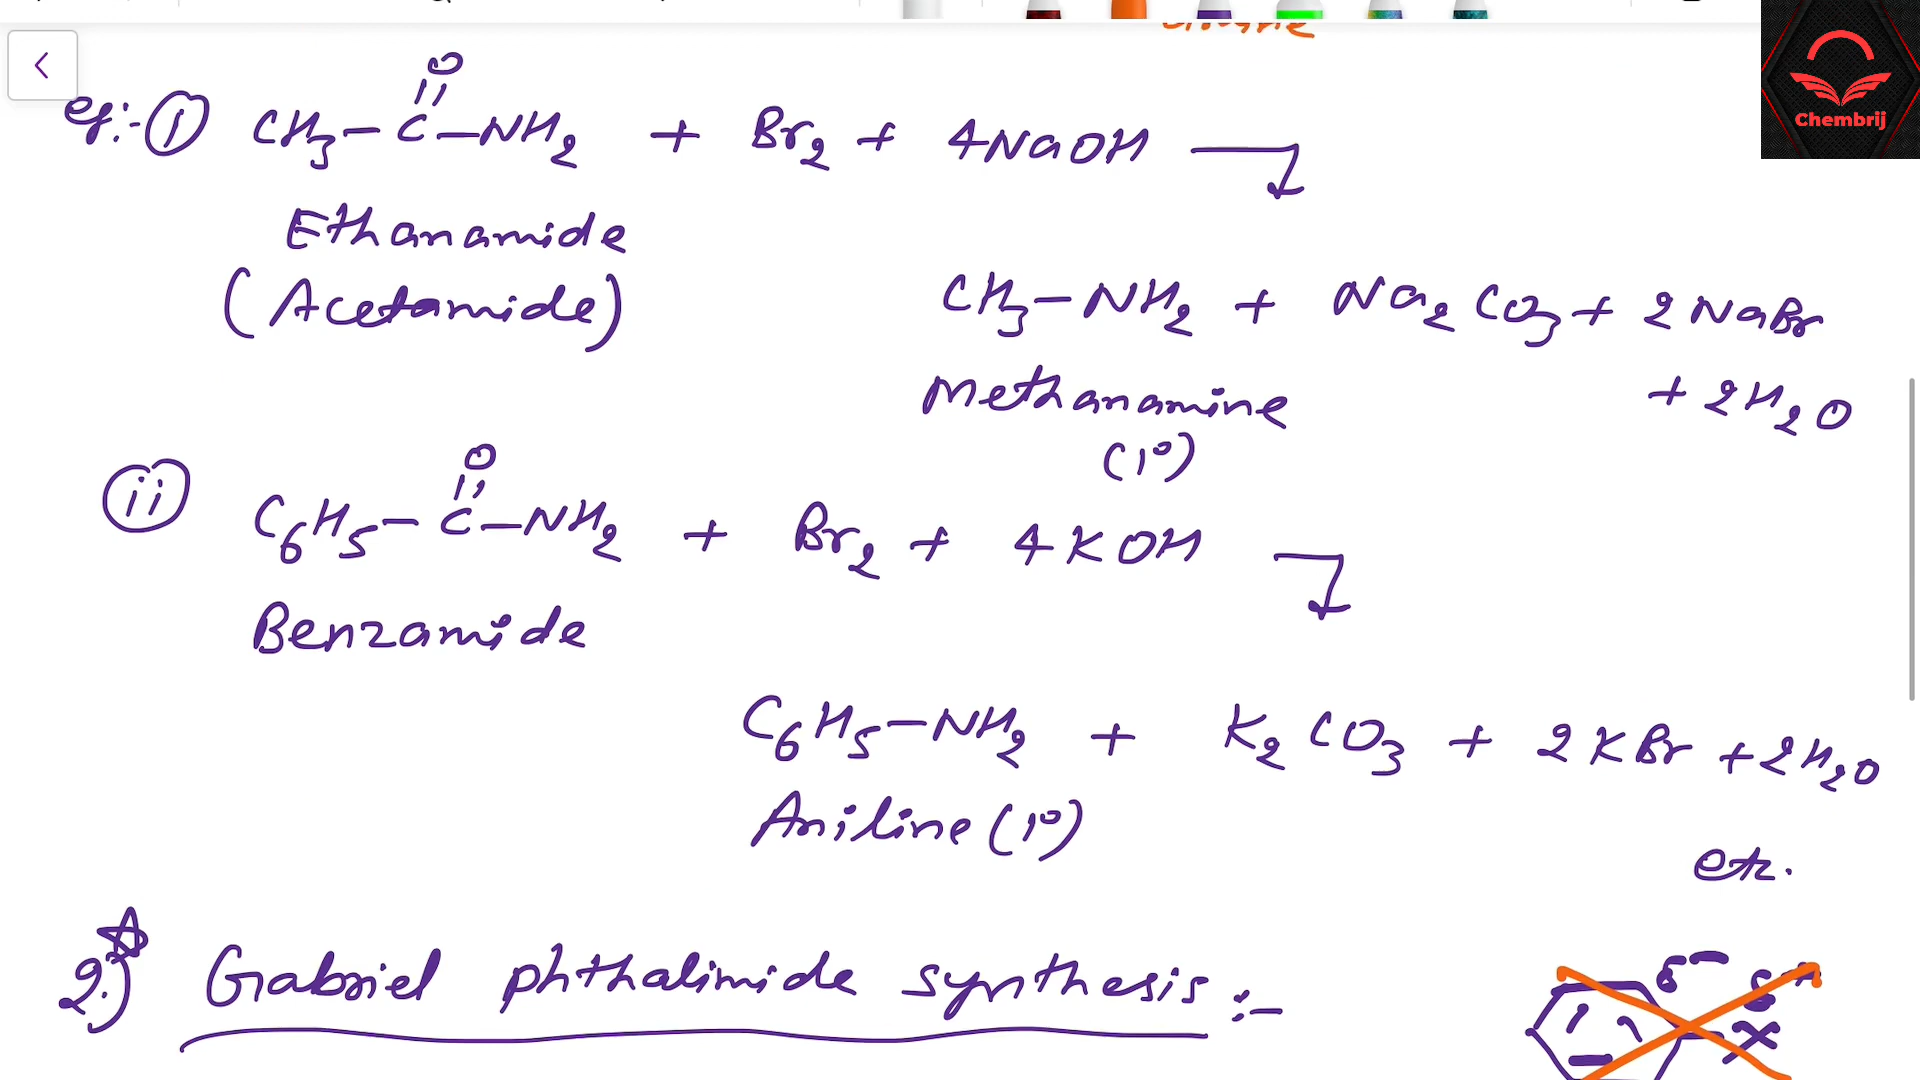 Chembrij
eg:- (i) CH₃-C(=O)-NH₂ + Br₂ + 4NaOH →
Ethanamide
(Acetamide)
CH₃-NH₂ + Na₂CO₃ + 2NaBr
+ 2H₂O
Methanamine
(1°)
(ii) C₆H₅-C(=O)-NH₂ + Br₂ + 4KOH →
Benzamide
C₆H₅-NH₂ + K₂CO₃ + 2KBr + 2H₂O
Aniline (1°)
etc.
2.) Gabriel phthalimide synthesis :-
δ⁻ δ⁺
X